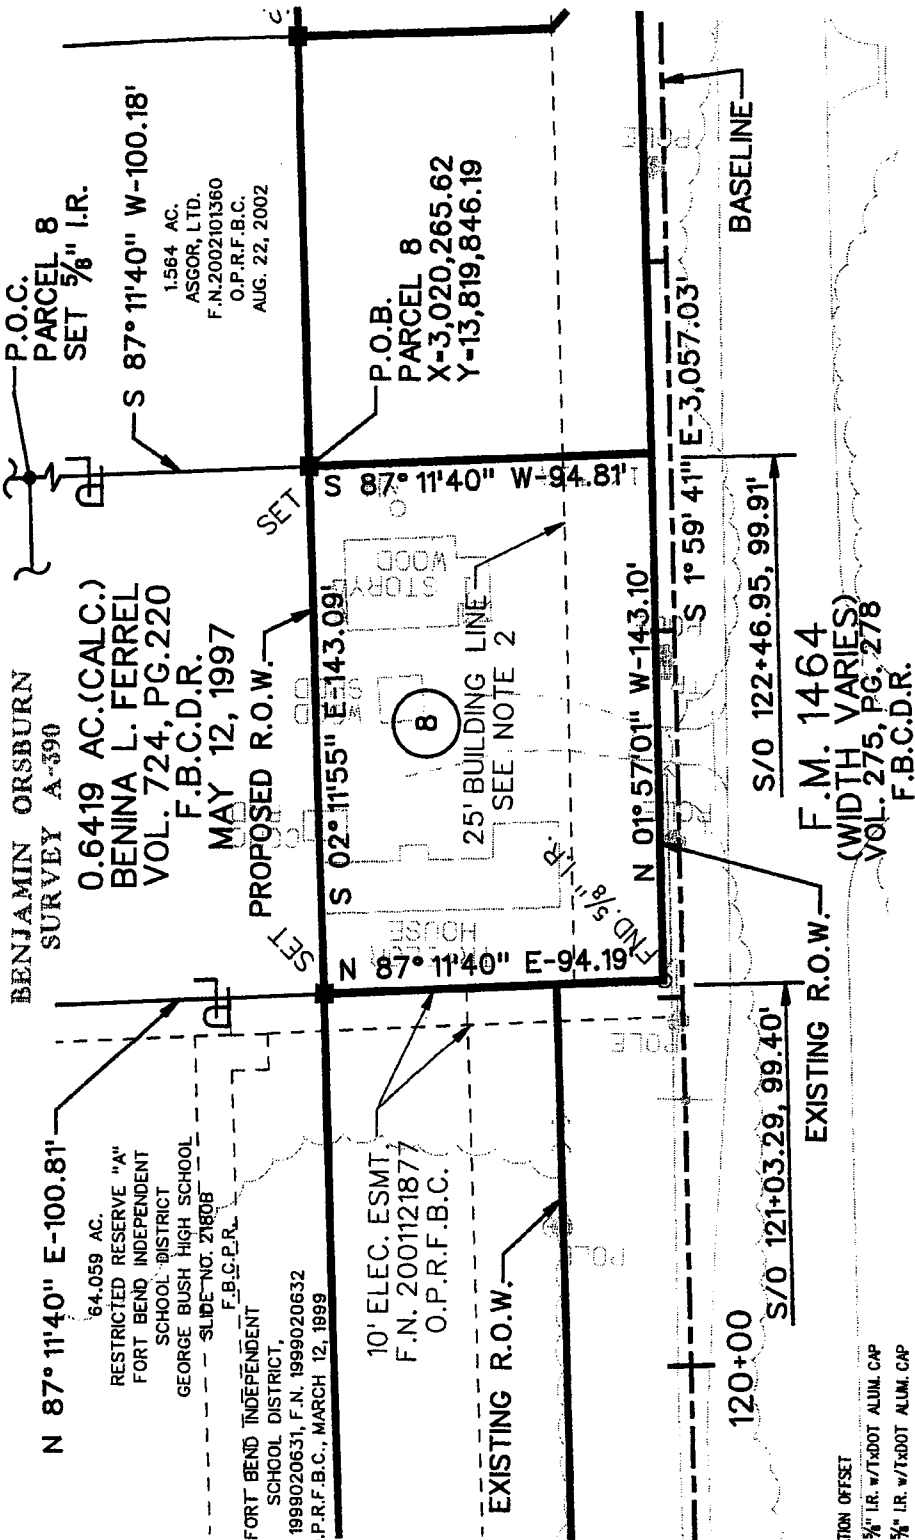 BENJAMIN ORSBURN
SURVEY A-390
0.6419 AC.(CALC.)
BENINA L. FERREL
VOL. 724, PG.220
F.B.C.D.R.
MAY 12, 1997
P.O.C.
PARCEL 8
SET 5/8" I.R.
S 87°11'40" W-100.18'
1.564 AC.
ASGOR, LTD.
F.N.2002101360
O.P.R.F.B.C.
AUG. 22, 2002
P.O.B.
PARCEL 8
X=3,020,265.62
Y=13,819,846.19
N 87°11'40" E-100.81'
64.059 AC.
RESTRICTED RESERVE "A"
FORT BEND INDEPENDENT
SCHOOL DISTRICT
GEORGE BUSH HIGH SCHOOL
SLIDE NO. 2180B
F.B.C.P.R.
FORT BEND INDEPENDENT
SCHOOL DISTRICT,
1999020631, F.N. 1999020632
.P.R.F.B.C., MARCH 12, 1999
PROPOSED R.O.W.
SET
SET
S 02°11'55" E-143.09'
S 87°11'40" W-94.81'
STORY
WOOD
WOOD
SHED
8
25' BUILDING LINE
SEE NOTE 2
HOUSE
N 87°11'40" E-94.19'
FND. 5/8" I.R.
N 01°57'01" W-143.10'
10' ELEC. ESMT.
F.N. 2001121877
O.P.R.F.B.C.
EXISTING R.O.W.
POLE
POLE
POLE
BASELINE
S 1°59'41" E-3,057.03'
S/O 122+46.95, 99.91'
F.M. 1464
(WIDTH VARIES)
VOL. 275, PG. 278
F.B.C.D.R.
EXISTING R.O.W.
S/O 121+03.29, 99.40'
120+00
TION OFFSET
5/8" I.R. w/TxDOT ALUM. CAP
5/8" I.R. w/TxDOT ALUM. CAP